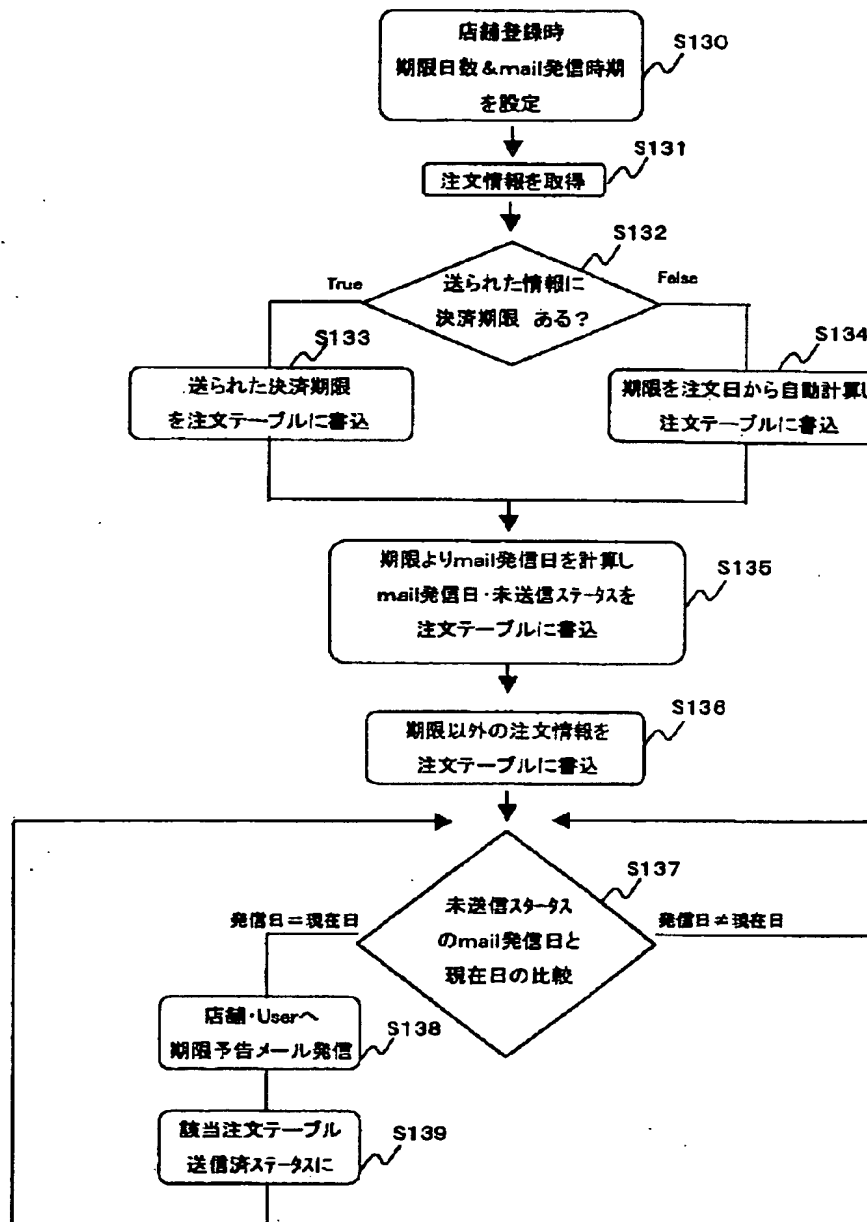 店舗登録時
期限日数&mail発信時期
を設定
S130
S131
注文情報を取得
S132
True
送られた情報に
決済期限 ある?
False
S133
送られた決済期限
を注文テーブルに書込
S134
期限を注文日から自動計算し
注文テーブルに書込
期限よりmail発信日を計算し
mail発信日・未送信ステータスを
注文テーブルに書込
S135
期限以外の注文情報を
注文テーブルに書込
S136
S137
発信日=現在日
未送信スタータス
のmail発信日と
現在日の比較
発信日≠現在日
店舗・Userへ
期限予告メール発信
S138
該当注文テーブル
送信済ステータスに
S139